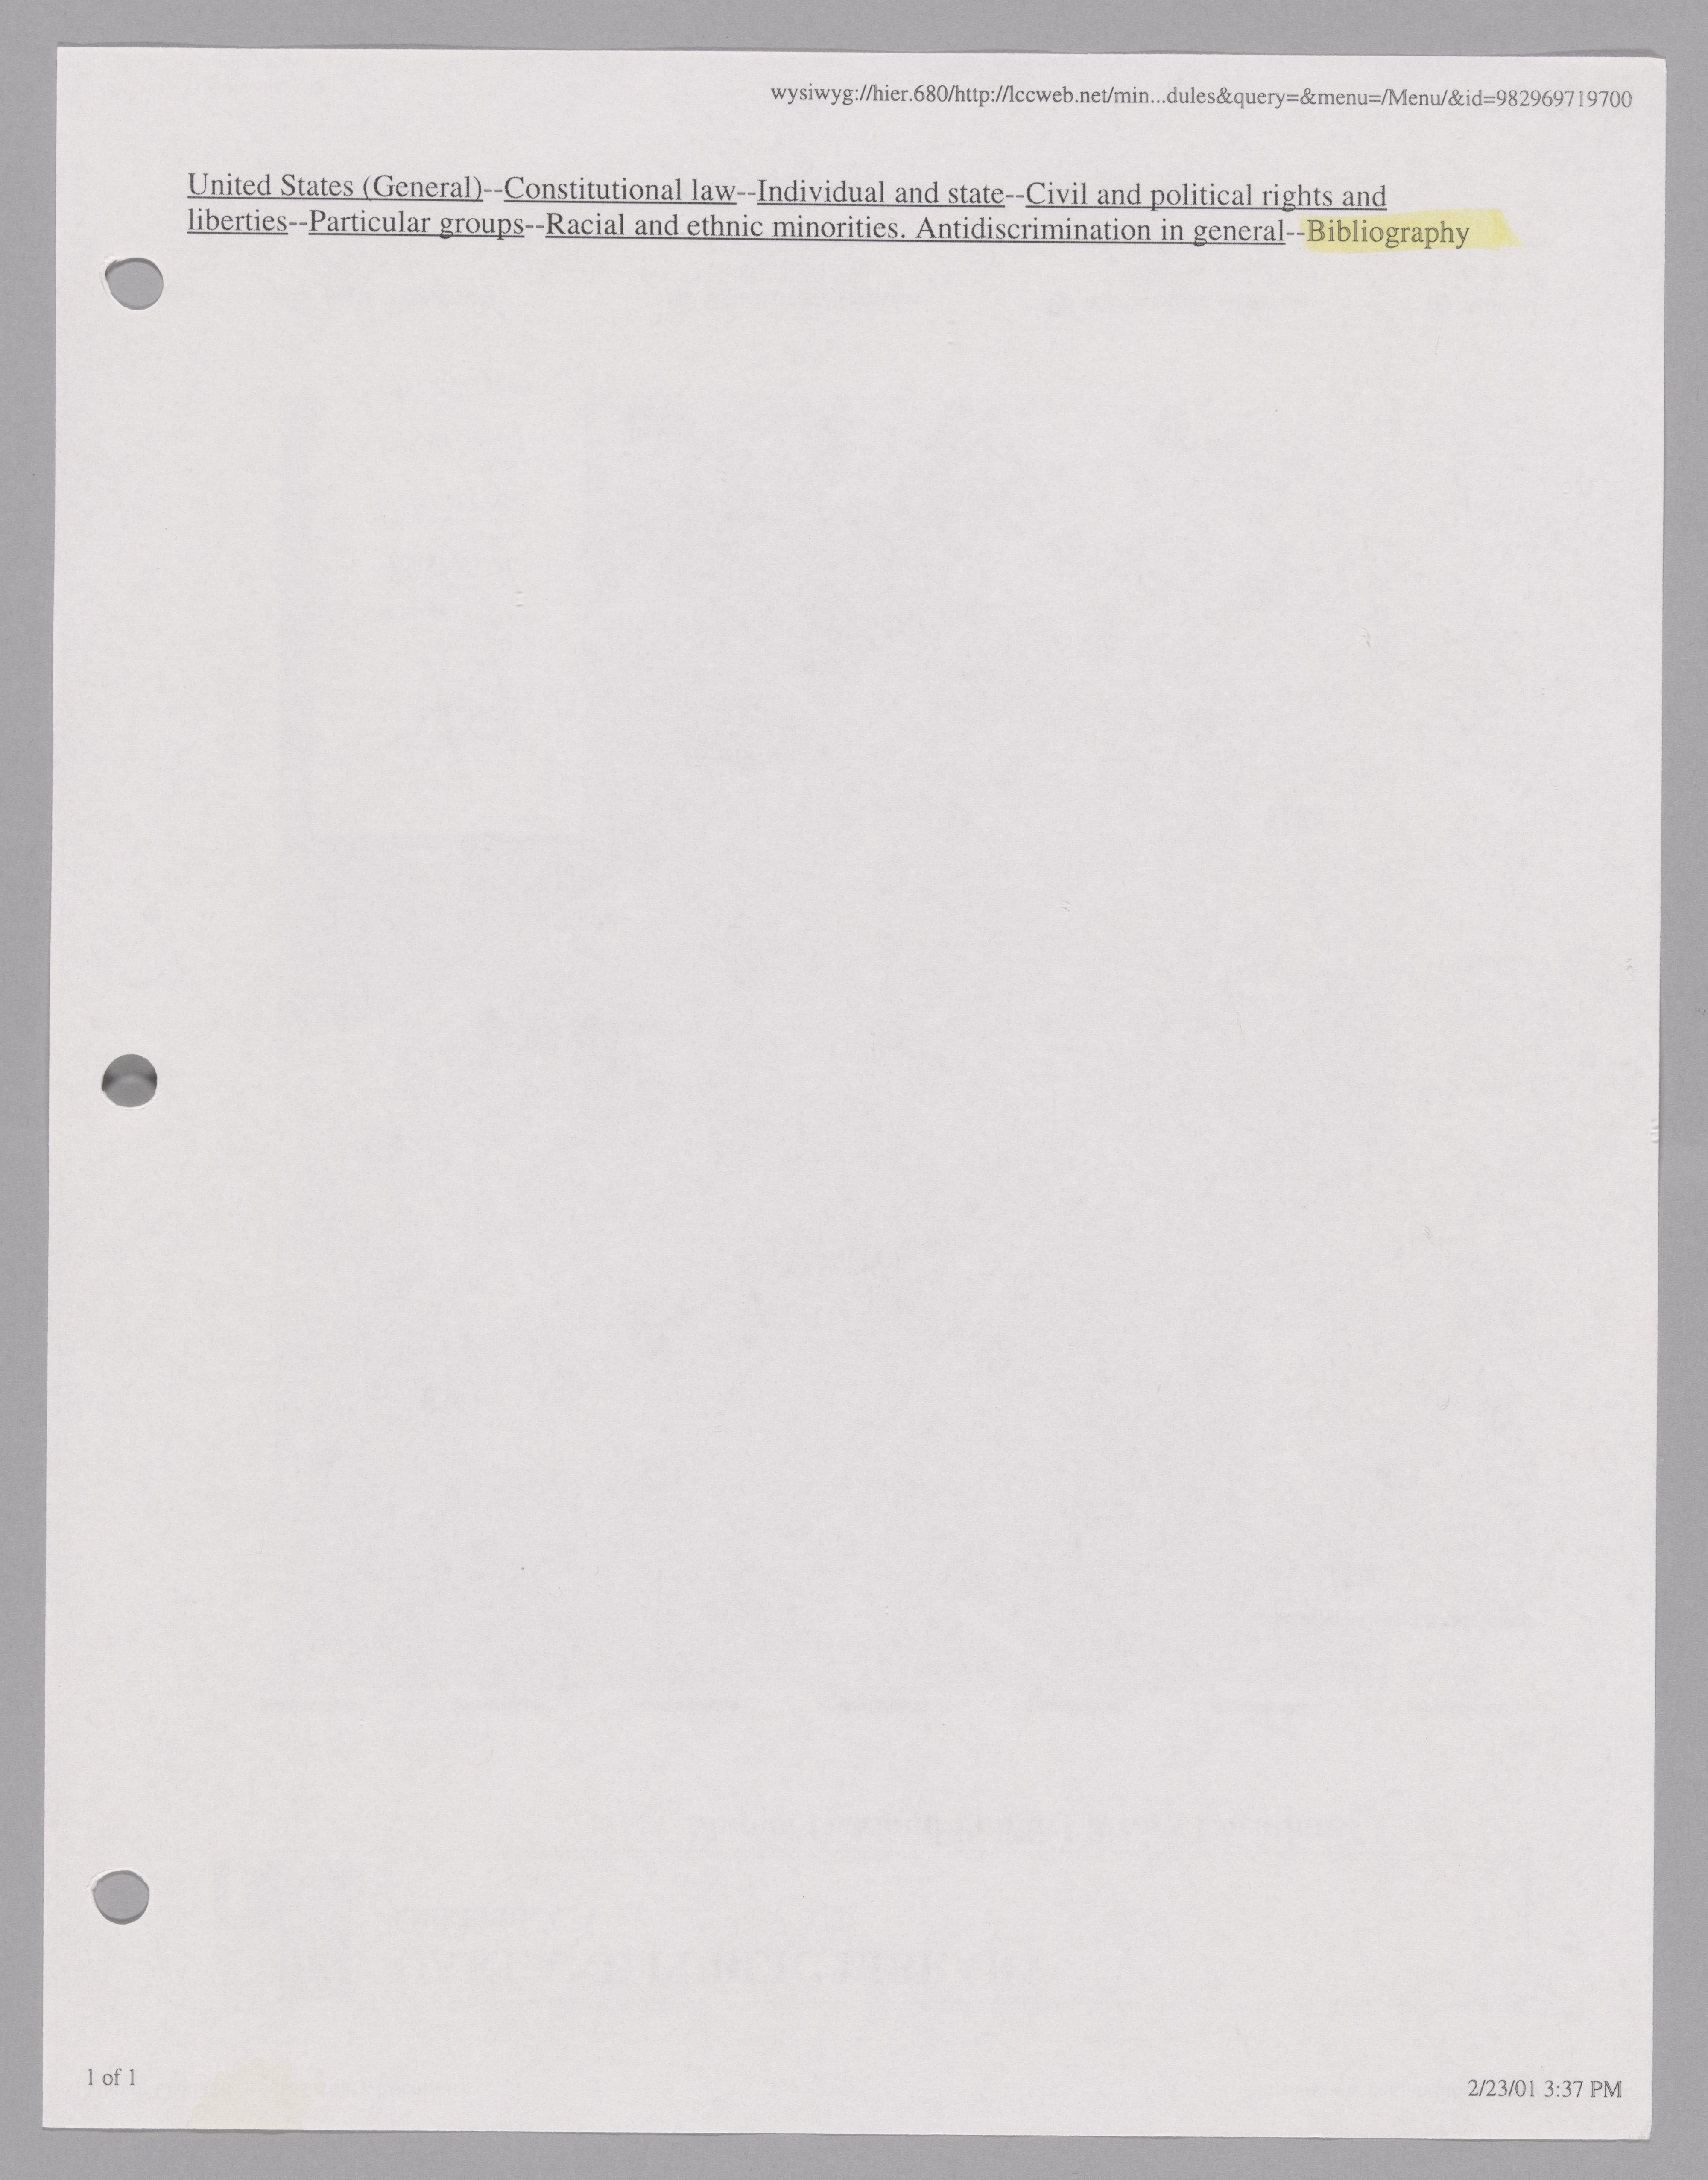 wysiwyg://hier.680/http://lccweb.net/min...dules&query=&menu=/Menu/&id=982969719700
United States (General)--Constitutional law--Individual and state--Civil and political rights and
liberties--Particular groups--Racial and ethnic minorities. Antidiscrimination in general--Bibliography
1 of 1
2/23/01 3:37 PM